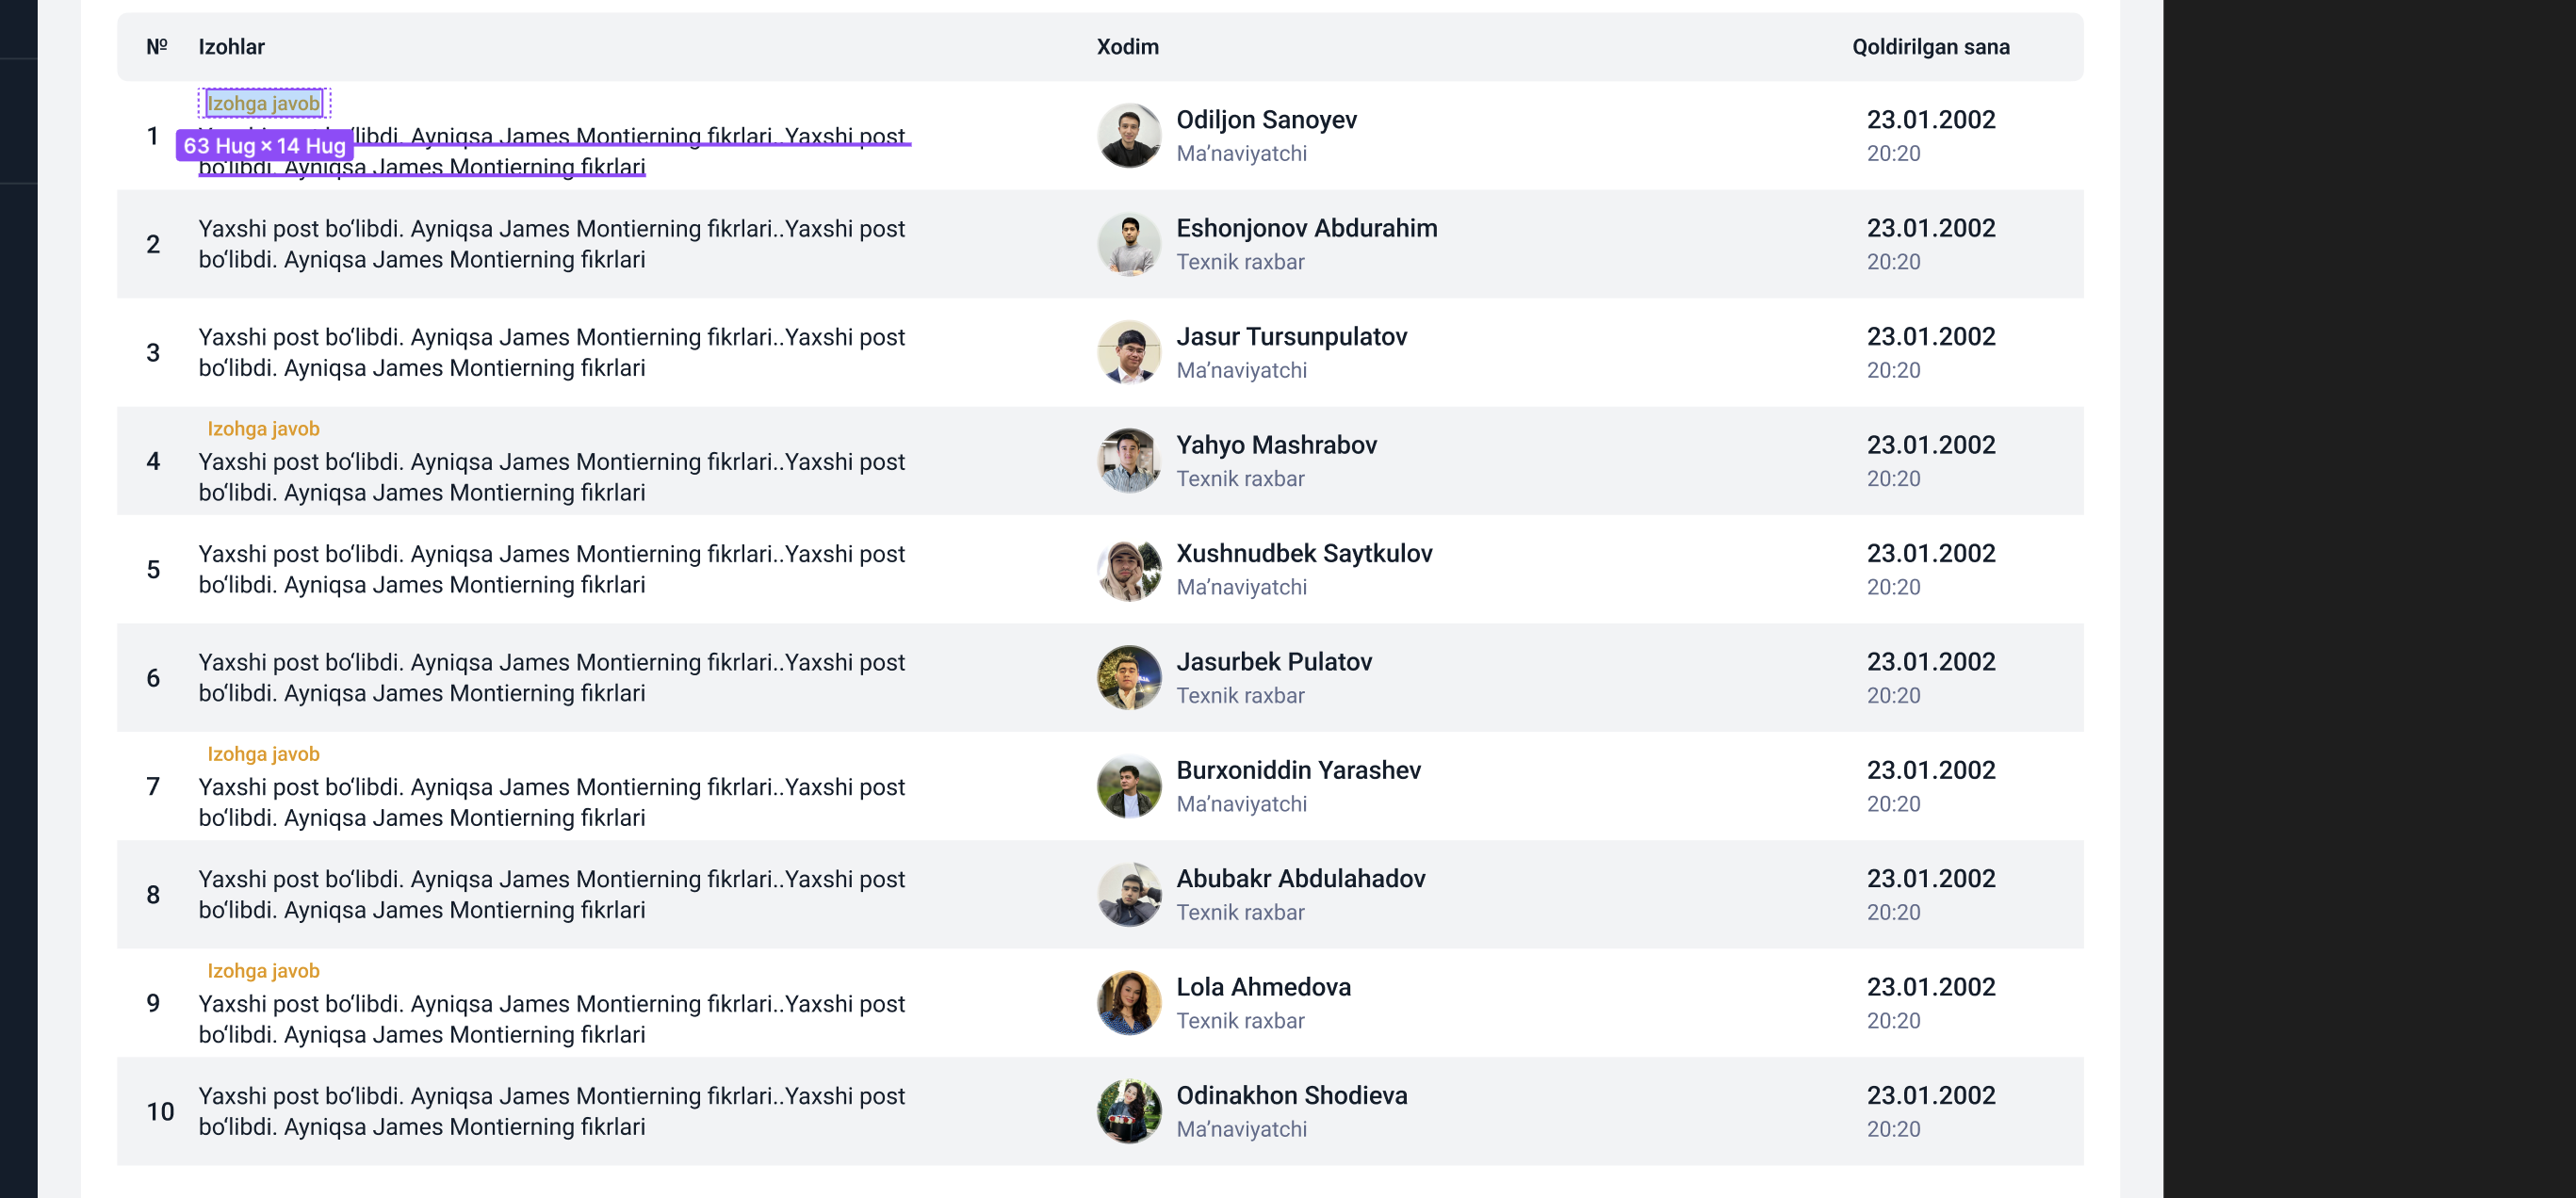 № Izohlar Xodim Qoldirilgan sana
Izohga javob
1 libdi. Ayniqsa James Montierning fikrlari..Yaxshi post
63 Hug × 14 Hug
bo‘libdi. Ayniqsa James Montierning fikrlari
Odiljon Sanoyev
Ma’naviyatchi
23.01.2002
20:20
2 Yaxshi post bo‘libdi. Ayniqsa James Montierning fikrlari..Yaxshi post
bo‘libdi. Ayniqsa James Montierning fikrlari
Eshonjonov Abdurahim
Texnik raxbar
23.01.2002
20:20
3 Yaxshi post bo‘libdi. Ayniqsa James Montierning fikrlari..Yaxshi post
bo‘libdi. Ayniqsa James Montierning fikrlari
Jasur Tursunpulatov
Ma’naviyatchi
23.01.2002
20:20
Izohga javob
4 Yaxshi post bo‘libdi. Ayniqsa James Montierning fikrlari..Yaxshi post
bo‘libdi. Ayniqsa James Montierning fikrlari
Yahyo Mashrabov
Texnik raxbar
23.01.2002
20:20
5 Yaxshi post bo‘libdi. Ayniqsa James Montierning fikrlari..Yaxshi post
bo‘libdi. Ayniqsa James Montierning fikrlari
Xushnudbek Saytkulov
Ma’naviyatchi
23.01.2002
20:20
6 Yaxshi post bo‘libdi. Ayniqsa James Montierning fikrlari..Yaxshi post
bo‘libdi. Ayniqsa James Montierning fikrlari
Jasurbek Pulatov
Texnik raxbar
23.01.2002
20:20
Izohga javob
7 Yaxshi post bo‘libdi. Ayniqsa James Montierning fikrlari..Yaxshi post
bo‘libdi. Ayniqsa James Montierning fikrlari
Burxoniddin Yarashev
Ma’naviyatchi
23.01.2002
20:20
8 Yaxshi post bo‘libdi. Ayniqsa James Montierning fikrlari..Yaxshi post
bo‘libdi. Ayniqsa James Montierning fikrlari
Abubakr Abdulahadov
Texnik raxbar
23.01.2002
20:20
Izohga javob
9 Yaxshi post bo‘libdi. Ayniqsa James Montierning fikrlari..Yaxshi post
bo‘libdi. Ayniqsa James Montierning fikrlari
Lola Ahmedova
Texnik raxbar
23.01.2002
20:20
10 Yaxshi post bo‘libdi. Ayniqsa James Montierning fikrlari..Yaxshi post
bo‘libdi. Ayniqsa James Montierning fikrlari
Odinakhon Shodieva
Ma’naviyatchi
23.01.2002
20:20